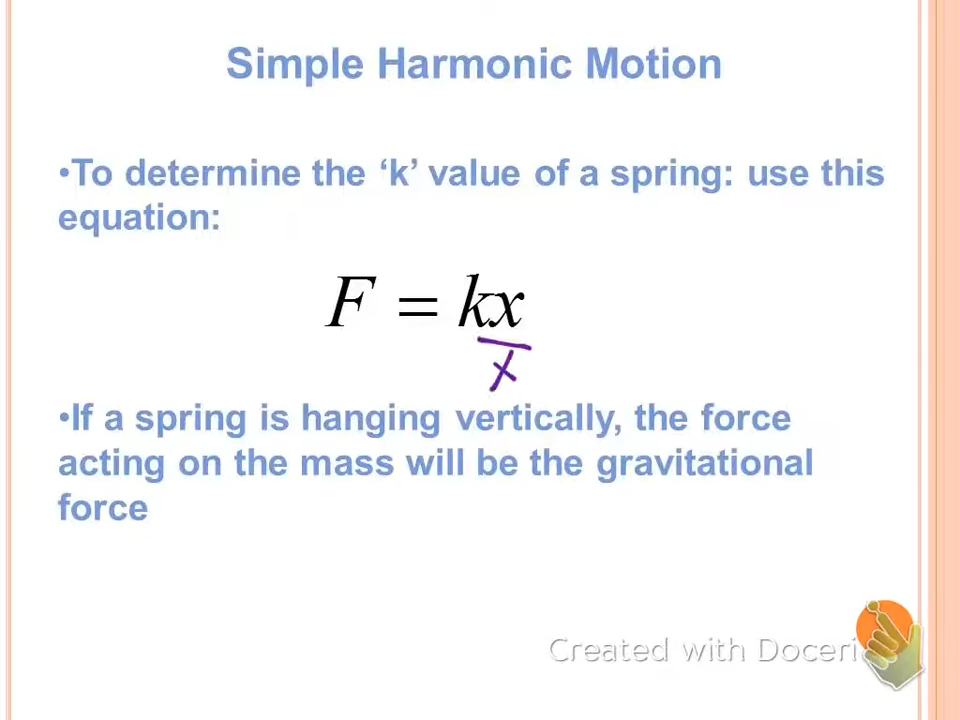 Simple Harmonic Motion
•To determine the ‘k’ value of a spring: use this
equation:
F = kx
x
•If a spring is hanging vertically, the force
acting on the mass will be the gravitational
force
Created with Doceri